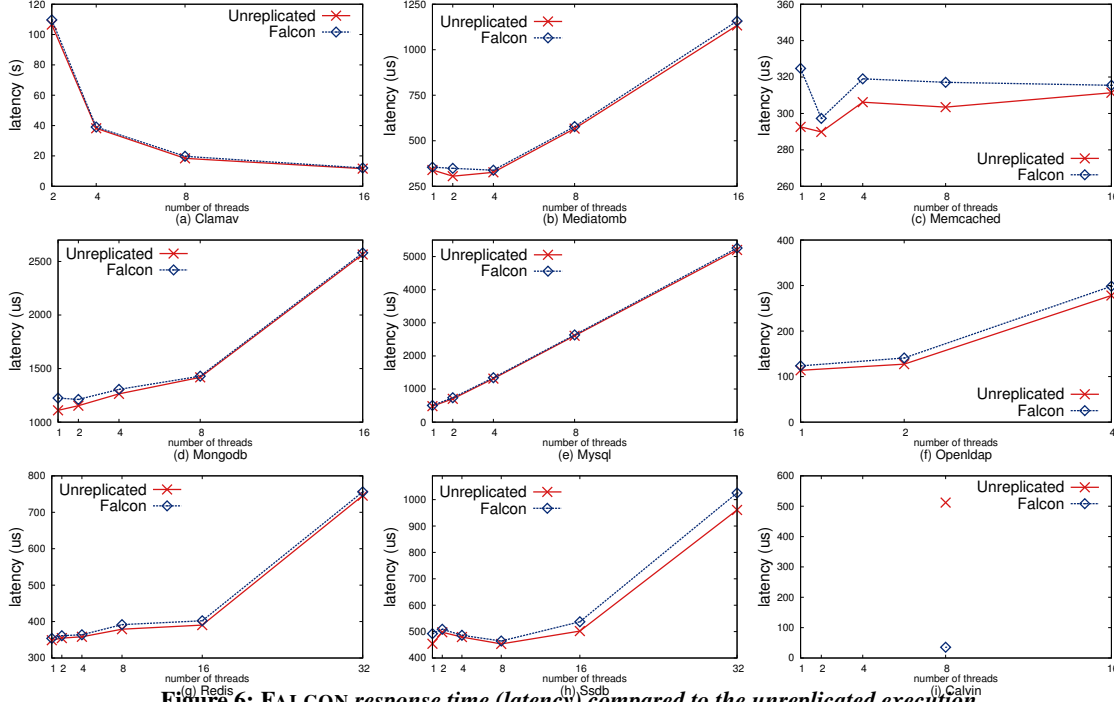 120
100
80
60
40
20
0
latency (s)
Unreplicated
Falcon
2 4 8 16
number of threads
(a) Clamav
1250
1000
750
500
250
latency (us)
Unreplicated
Falcon
1 2 4 8 16
number of threads
(b) Mediatomb
360
340
320
300
280
260
latency (us)
Unreplicated
Falcon
1 2 4 8 16
number of threads
(c) Memcached
2500
2000
1500
1000
latency (us)
Unreplicated
Falcon
1 2 4 8 16
number of threads
(d) Mongodb
5000
4000
3000
2000
1000
0
latency (us)
Unreplicated
Falcon
1 2 4 8 16
number of threads
(e) Mysql
400
300
200
100
0
latency (us)
Unreplicated
Falcon
1 2 4
number of threads
(f) Openldap
800
700
600
500
400
300
latency (us)
Unreplicated
Falcon
1 2 4 8 16 32
number of threads
(g) Redis
1000
900
800
700
600
500
400
latency (us)
Unreplicated
Falcon
1 2 4 8 16 32
number of threads
(h) Ssdb
600
500
400
300
200
100
0
latency (us)
Unreplicated
Falcon
1 2 4 8 16
number of threads
(i) Calvin
Figure 6: FALCON response time (latency) compared to the unreplicated execution